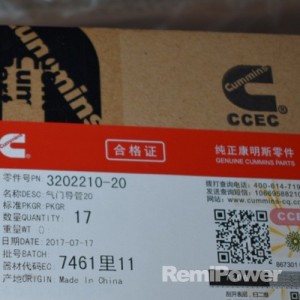 Cummins
Cummins
CCEC
合格证
纯正康明斯零件
GENUINE CUMMINS PARTS
零件号PN 3202210-20
名称DESC. 气门导管20
标准PKGR PKGR:
数量QUANTITY: 17
重量WT 0
日期DATE: 2017-07-17
批号BATCH:
器材代码EC: 7461里11
产地ORIGIN Made in China
RemiPower